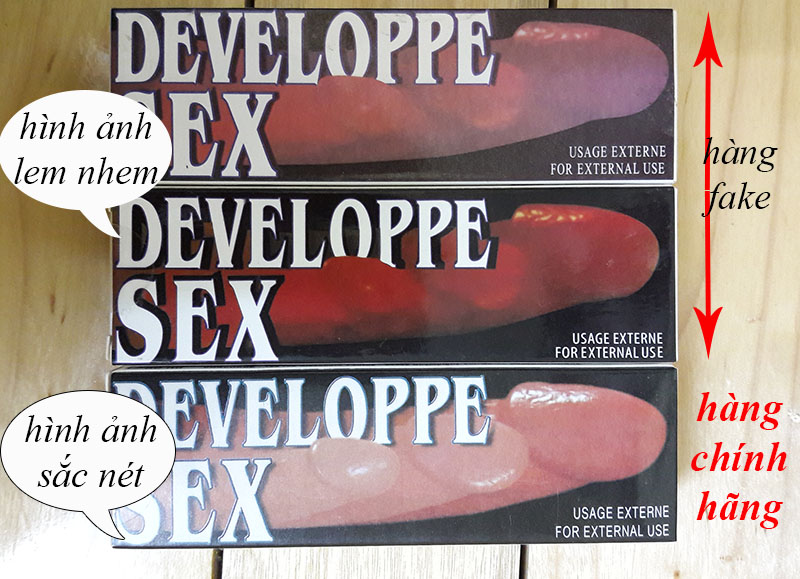 DEVELOPPE
SEX
USAGE EXTERNE
FOR EXTERNAL USE
hình ảnh
lem nhem
hàng
fake
DEVELOPPE
SEX
USAGE EXTERNE
FOR EXTERNAL USE
DEVELOPPE
SEX
USAGE EXTERNE
FOR EXTERNAL USE
hình ảnh
sắc nét
hàng
chính
hãng